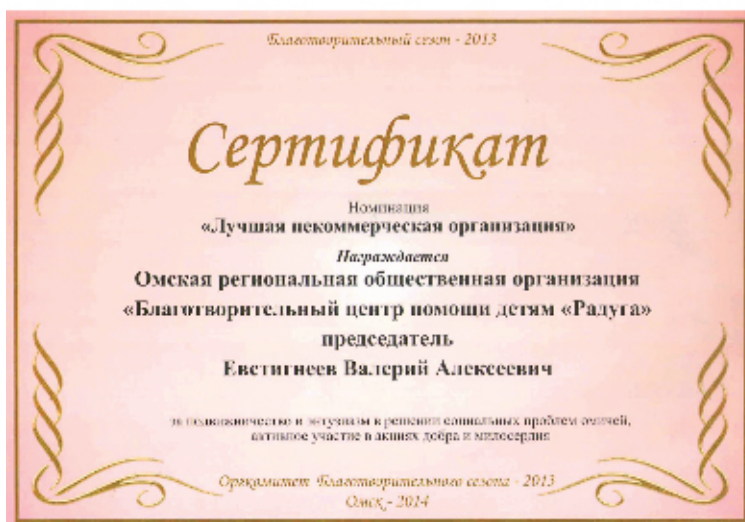 Благотворительный сезон - 2013
Сертификат
Номинация
«Лучшая некоммерческая организация»
Награждается
Омская региональная общественная организация
«Благотворительный центр помощи детям «Радуга»
председатель
Евстигнеев Валерий Алексеевич
за подвижничество и энтузиазм в решении социальных проблем омичей,
активное участие в акциях добра и милосердия
Оргкомитет Благотворительного сезона - 2013
Омск - 2014